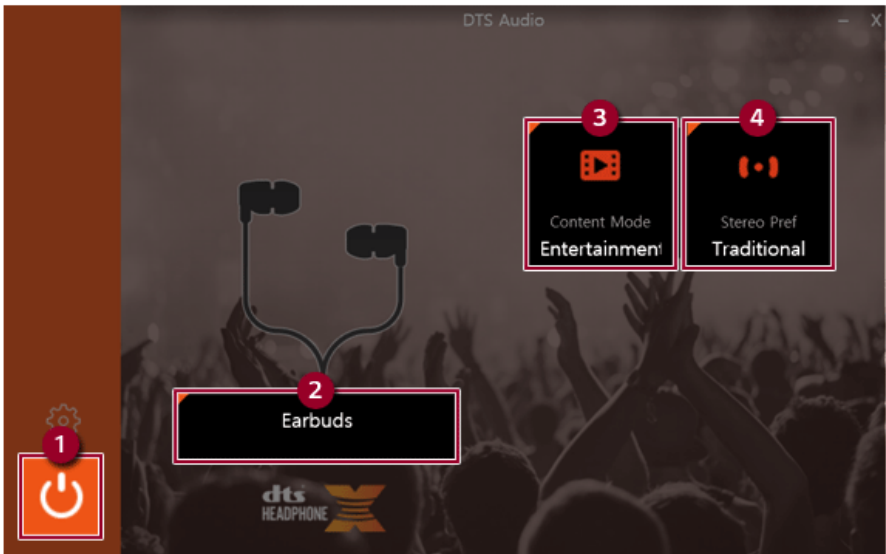 DTS Audio
– X
3
4
Content Mode
Entertainment
Stereo Pref
Traditional
2
Earbuds
1
dts
HEADPHONE X